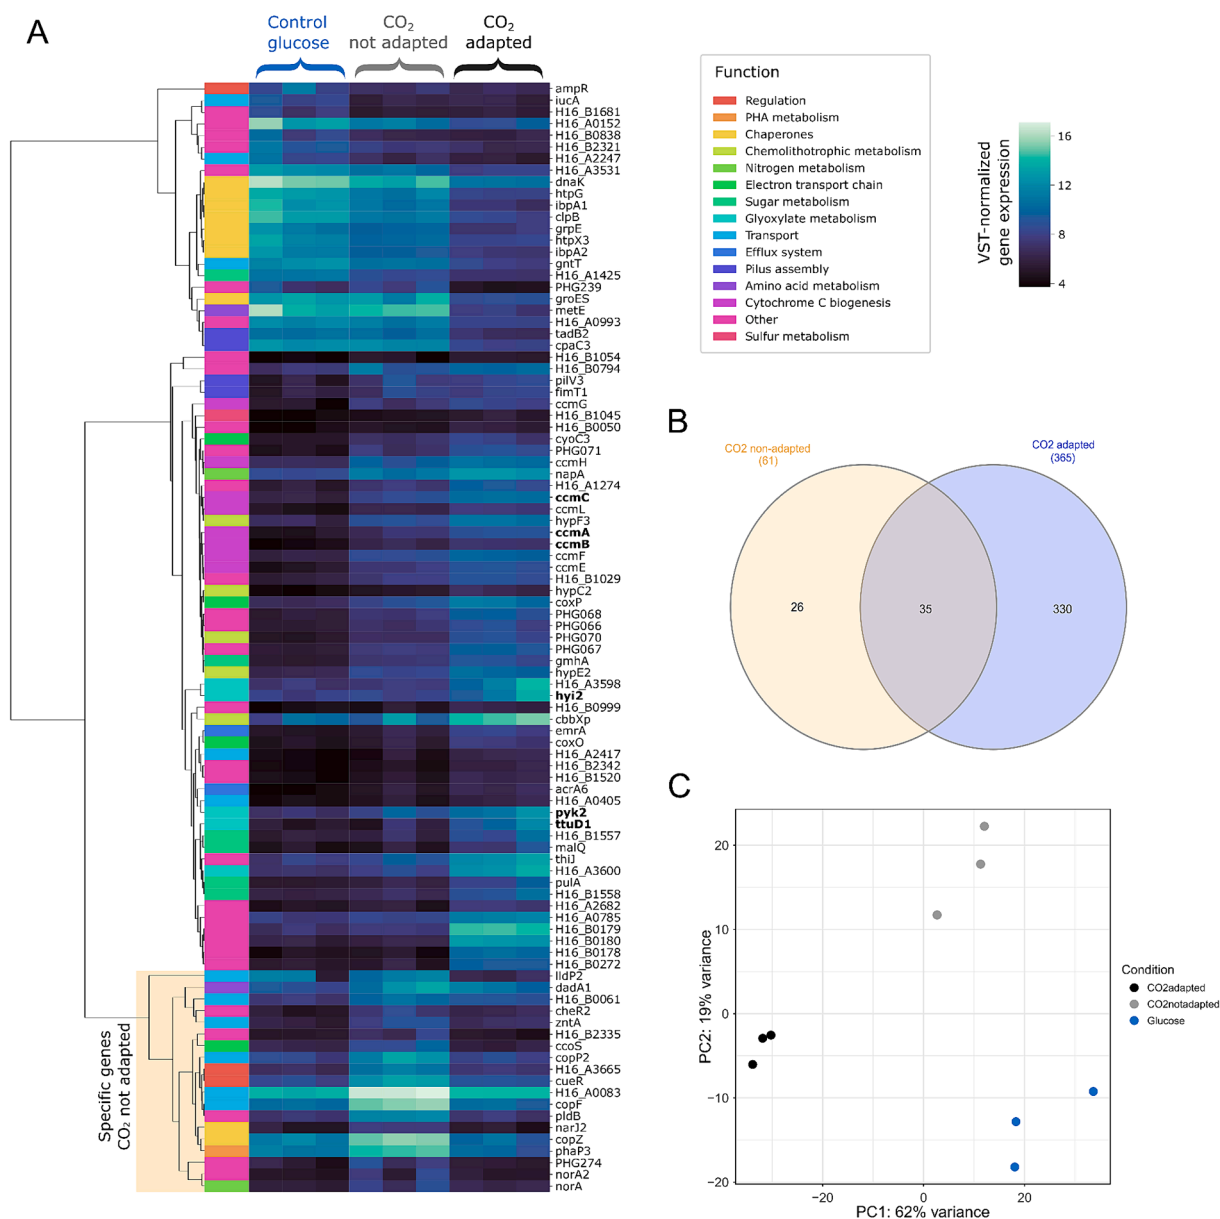 A
Control
glucose
CO₂
not adapted
CO₂
adapted
ampR
iucA
H16_B1681
H16_A0152
H16_B0838
H16_B2321
H16_A2247
H16_A3531
dnaK
htpG
ibpA1
clpB
grpE
htpX3
ibpA2
gntT
H16_A1425
PHG239
groES
metE
H16_A0993
tadB2
cpaC3
H16_B1054
H16_B0794
pilV3
fimT1
ccmG
H16_B1045
H16_B0050
cyoC3
PHG071
ccmH
napA
H16_A1274
ccmC
ccmL
hypF3
ccmA
ccmB
ccmF
ccmE
H16_B1029
hypC2
coxP
PHG068
PHG066
PHG070
PHG067
gmhA
hypE2
H16_A3598
hyi2
H16_B0999
cbbXp
emrA
coxO
H16_A2417
H16_B2342
H16_B1520
acrA6
H16_A0405
pyk2
ttuD1
H16_B1557
malQ
thiJ
H16_A3600
pulA
H16_B1558
H16_A2682
H16_A0785
H16_B0179
H16_B0180
H16_B0178
H16_B0272
lldP2
dadA1
H16_B0061
cheR2
zntA
H16_B2335
ccoS
copP2
H16_A3665
cueR
H16_A0083
copF
pldB
narJ2
copZ
phaP3
PHG274
norA2
norA
Specific genes
CO₂ not adapted
Function
Regulation
PHA metabolism
Chaperones
Chemolithotrophic metabolism
Nitrogen metabolism
Electron transport chain
Sugar metabolism
Glyoxylate metabolism
Transport
Efflux system
Pilus assembly
Amino acid metabolism
Cytochrome C biogenesis
Other
Sulfur metabolism
VST-normalized
gene expression
16
12
8
4
B
CO2 non-adapted
(61)
CO2 adapted
(365)
26
35
330
C
PC2: 19% variance
20
10
0
−10
−20
−20
0
20
PC1: 62% variance
Condition
CO2adapted
CO2notadapted
Glucose